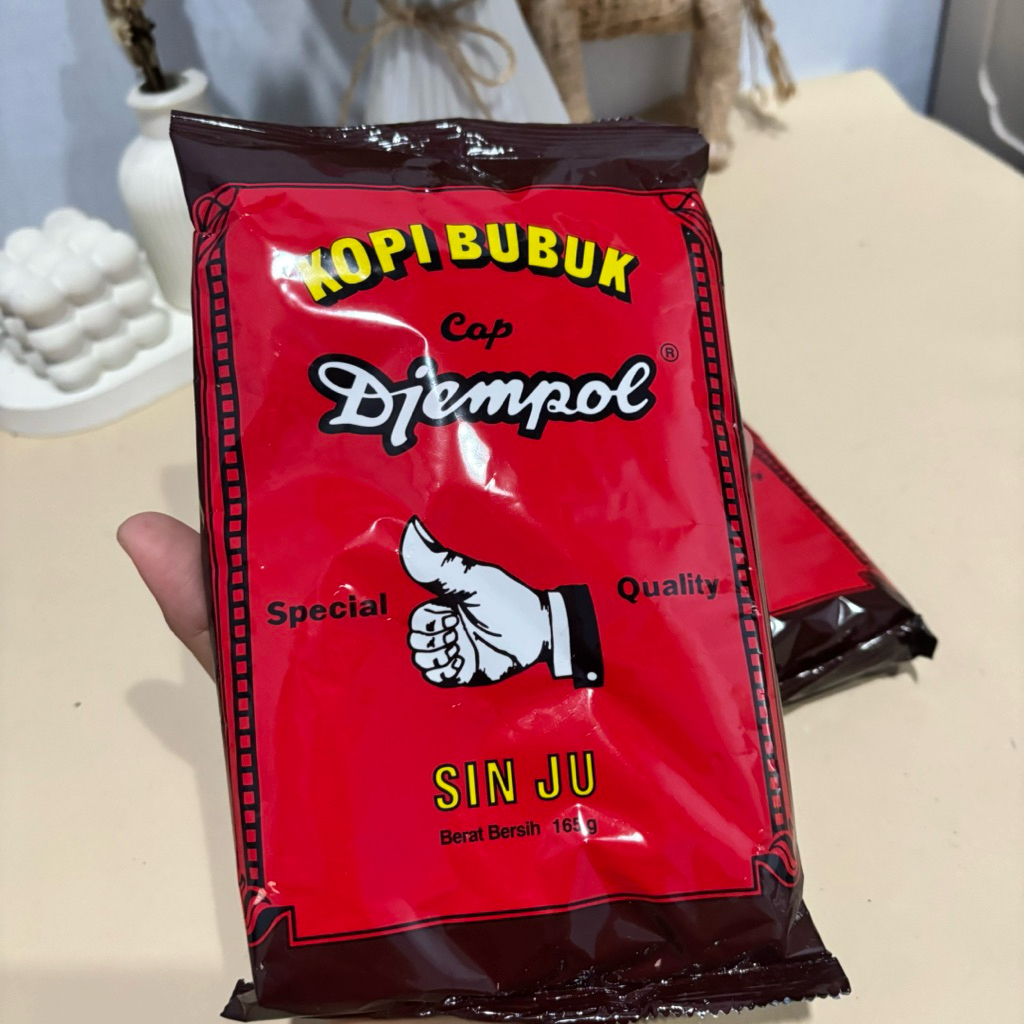 KOPI BUBUK
Cap
Djempol ®
Special Quality
SIN JU
Berat Bersih 165 g